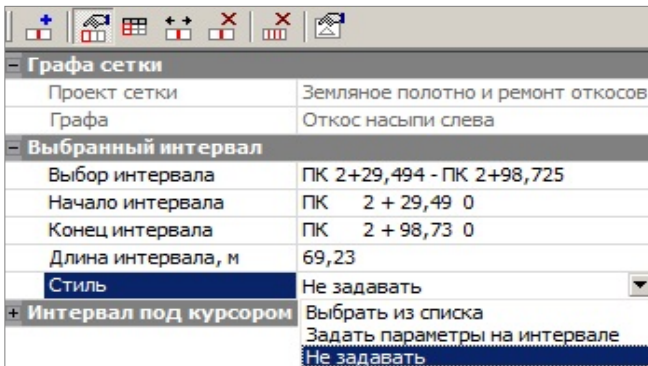 Графа сетки
Проект сетки Земляное полотно и ремонт откосов
Графа Откос насыпи слева
Выбранный интервал
Выбор интервала ПК 2+29,494 - ПК 2+98,725
Начало интервала ПК 2 + 29,49 0
Конец интервала ПК 2 + 98,73 0
Длина интервала, м 69,23
Стиль Не задавать
Интервал под курсором Выбрать из списка
Задать параметры на интервале
Не задавать